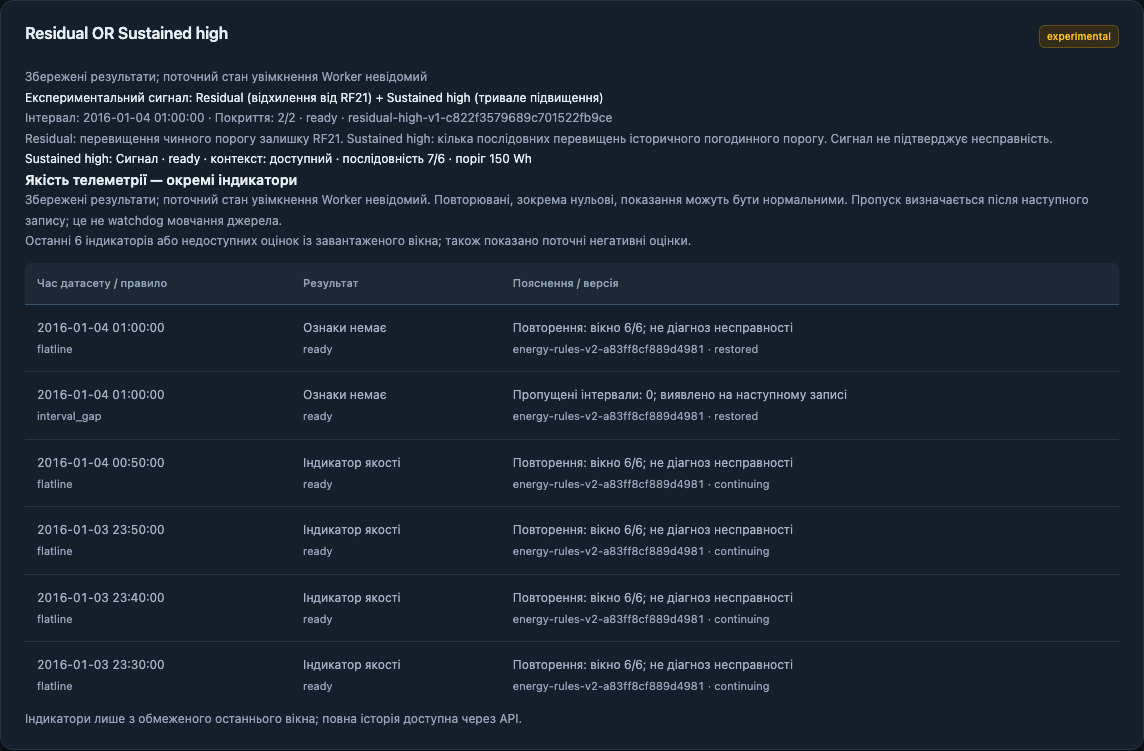 Residual OR Sustained high
experimental
Збережені результати; поточний стан увімкнення Worker невідомий
Експериментальний сигнал: Residual (відхилення від RF21) + Sustained high (тривале підвищення)
Інтервал: 2016-01-04 01:00:00 · Покриття: 2/2 · ready · residual-high-v1-c822f3579689c701522fb9ce
Residual: перевищення чинного порогу залишку RF21. Sustained high: кілька послідовних перевищень історичного погодинного порогу. Сигнал не підтверджує несправність.
Sustained high: Сигнал · ready · контекст: доступний · послідовність 7/6 · поріг 150 Wh
Якість телеметрії — окремі індикатори
Збережені результати; поточний стан увімкнення Worker невідомий. Повторювані, зокрема нульові, показання можуть бути нормальними. Пропуск визначається після наступного
запису; це не watchdog мовчання джерела.
Останні 6 індикаторів або недоступних оцінок із завантаженого вікна; також показано поточні негативні оцінки.
Час датасету / правило Результат Пояснення / версія
2016-01-04 01:00:00 Ознаки немає Повторення: вікно 6/6; не діагноз несправності
flatline ready energy-rules-v2-a83ff8cf889d4981 · restored
2016-01-04 01:00:00 Ознаки немає Пропущені інтервали: 0; виявлено на наступному записі
interval_gap ready energy-rules-v2-a83ff8cf889d4981 · restored
2016-01-04 00:50:00 Індикатор якості Повторення: вікно 6/6; не діагноз несправності
flatline ready energy-rules-v2-a83ff8cf889d4981 · continuing
2016-01-03 23:50:00 Індикатор якості Повторення: вікно 6/6; не діагноз несправності
flatline ready energy-rules-v2-a83ff8cf889d4981 · continuing
2016-01-03 23:40:00 Індикатор якості Повторення: вікно 6/6; не діагноз несправності
flatline ready energy-rules-v2-a83ff8cf889d4981 · continuing
2016-01-03 23:30:00 Індикатор якості Повторення: вікно 6/6; не діагноз несправності
flatline ready energy-rules-v2-a83ff8cf889d4981 · continuing
Індикатори лише з обмеженого останнього вікна; повна історія доступна через API.